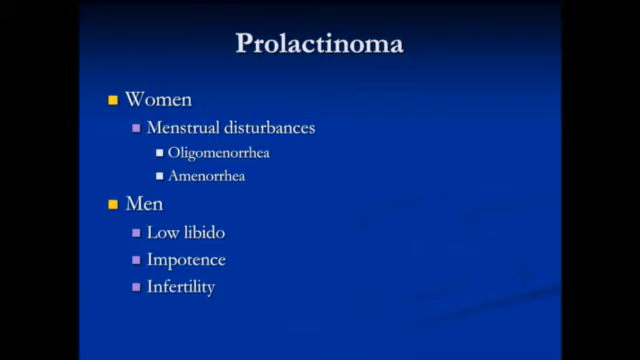 Prolactinoma
Women
Menstrual disturbances
Oligomenorrhea
Amenorrhea
Men
Low libido
Impotence
Infertility